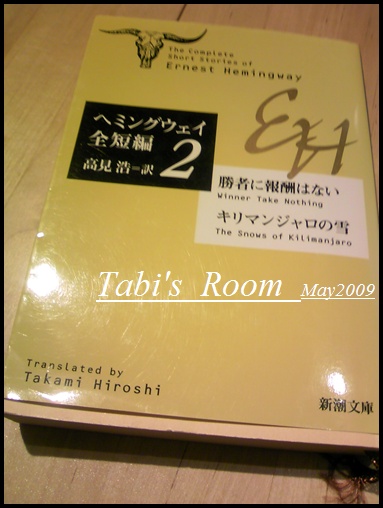 The Complete
Short Stories of
Ernest Hemingway
EH
ヘミングウェイ
全短編 2
高見 浩=訳
勝者に報酬はない
Winner Take Nothing
キリマンジャロの雪
The Snows of Kilimanjaro
Tabi's Room May2009
Translated by
Takami Hiroshi
新潮文庫